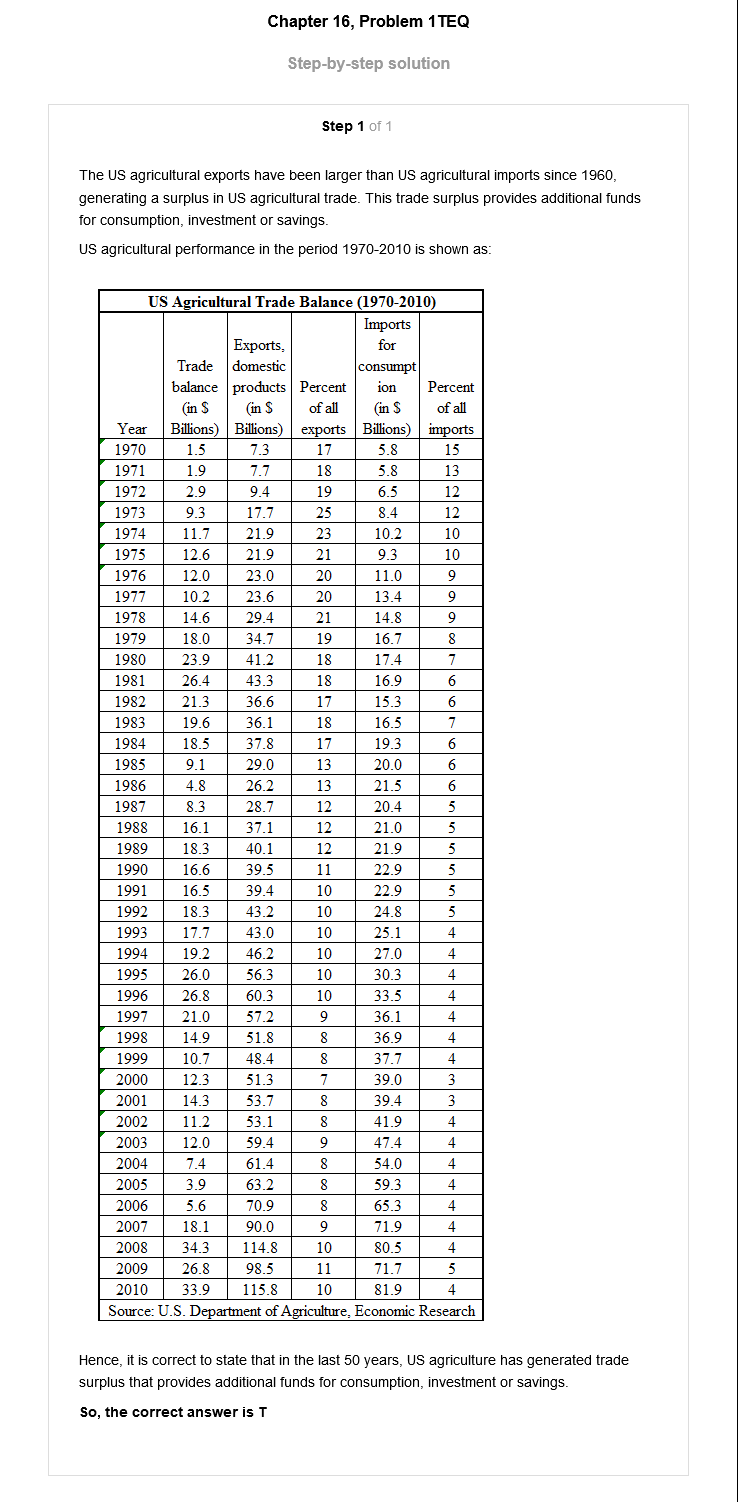 Chapter 16, Problem 1TEQ
Step-by-step solution
Step 1 of 1
The US agricultural exports have been larger than US agricultural imports since 1960,
generating a surplus in US agricultural trade. This trade surplus provides additional funds
for consumption, investment or savings.
US agricultural performance in the period 1970-2010 is shown as:
US Agricultural Trade Balance (1970-2010)
Year Trade balance (in $ Billions) Exports, domestic products (in $ Billions) Percent of all exports Imports for consumpt ion (in $ Billions) Percent of all imports
1970 1.5 7.3 17 5.8 15
1971 1.9 7.7 18 5.8 13
1972 2.9 9.4 19 6.5 12
1973 9.3 17.7 25 8.4 12
1974 11.7 21.9 23 10.2 10
1975 12.6 21.9 21 9.3 10
1976 12.0 23.0 20 11.0 9
1977 10.2 23.6 20 13.4 9
1978 14.6 29.4 21 14.8 9
1979 18.0 34.7 19 16.7 8
1980 23.9 41.2 18 17.4 7
1981 26.4 43.3 18 16.9 6
1982 21.3 36.6 17 15.3 6
1983 19.6 36.1 18 16.5 7
1984 18.5 37.8 17 19.3 6
1985 9.1 29.0 13 20.0 6
1986 4.8 26.2 13 21.5 6
1987 8.3 28.7 12 20.4 5
1988 16.1 37.1 12 21.0 5
1989 18.3 40.1 12 21.9 5
1990 16.6 39.5 11 22.9 5
1991 16.5 39.4 10 22.9 5
1992 18.3 43.2 10 24.8 5
1993 17.7 43.0 10 25.1 4
1994 19.2 46.2 10 27.0 4
1995 26.0 56.3 10 30.3 4
1996 26.8 60.3 10 33.5 4
1997 21.0 57.2 9 36.1 4
1998 14.9 51.8 8 36.9 4
1999 10.7 48.4 8 37.7 4
2000 12.3 51.3 7 39.0 3
2001 14.3 53.7 8 39.4 3
2002 11.2 53.1 8 41.9 4
2003 12.0 59.4 9 47.4 4
2004 7.4 61.4 8 54.0 4
2005 3.9 63.2 8 59.3 4
2006 5.6 70.9 8 65.3 4
2007 18.1 90.0 9 71.9 4
2008 34.3 114.8 10 80.5 4
2009 26.8 98.5 11 71.7 5
2010 33.9 115.8 10 81.9 4
Source: U.S. Department of Agriculture, Economic Research
Hence, it is correct to state that in the last 50 years, US agriculture has generated trade
surplus that provides additional funds for consumption, investment or savings.
So, the correct answer is T